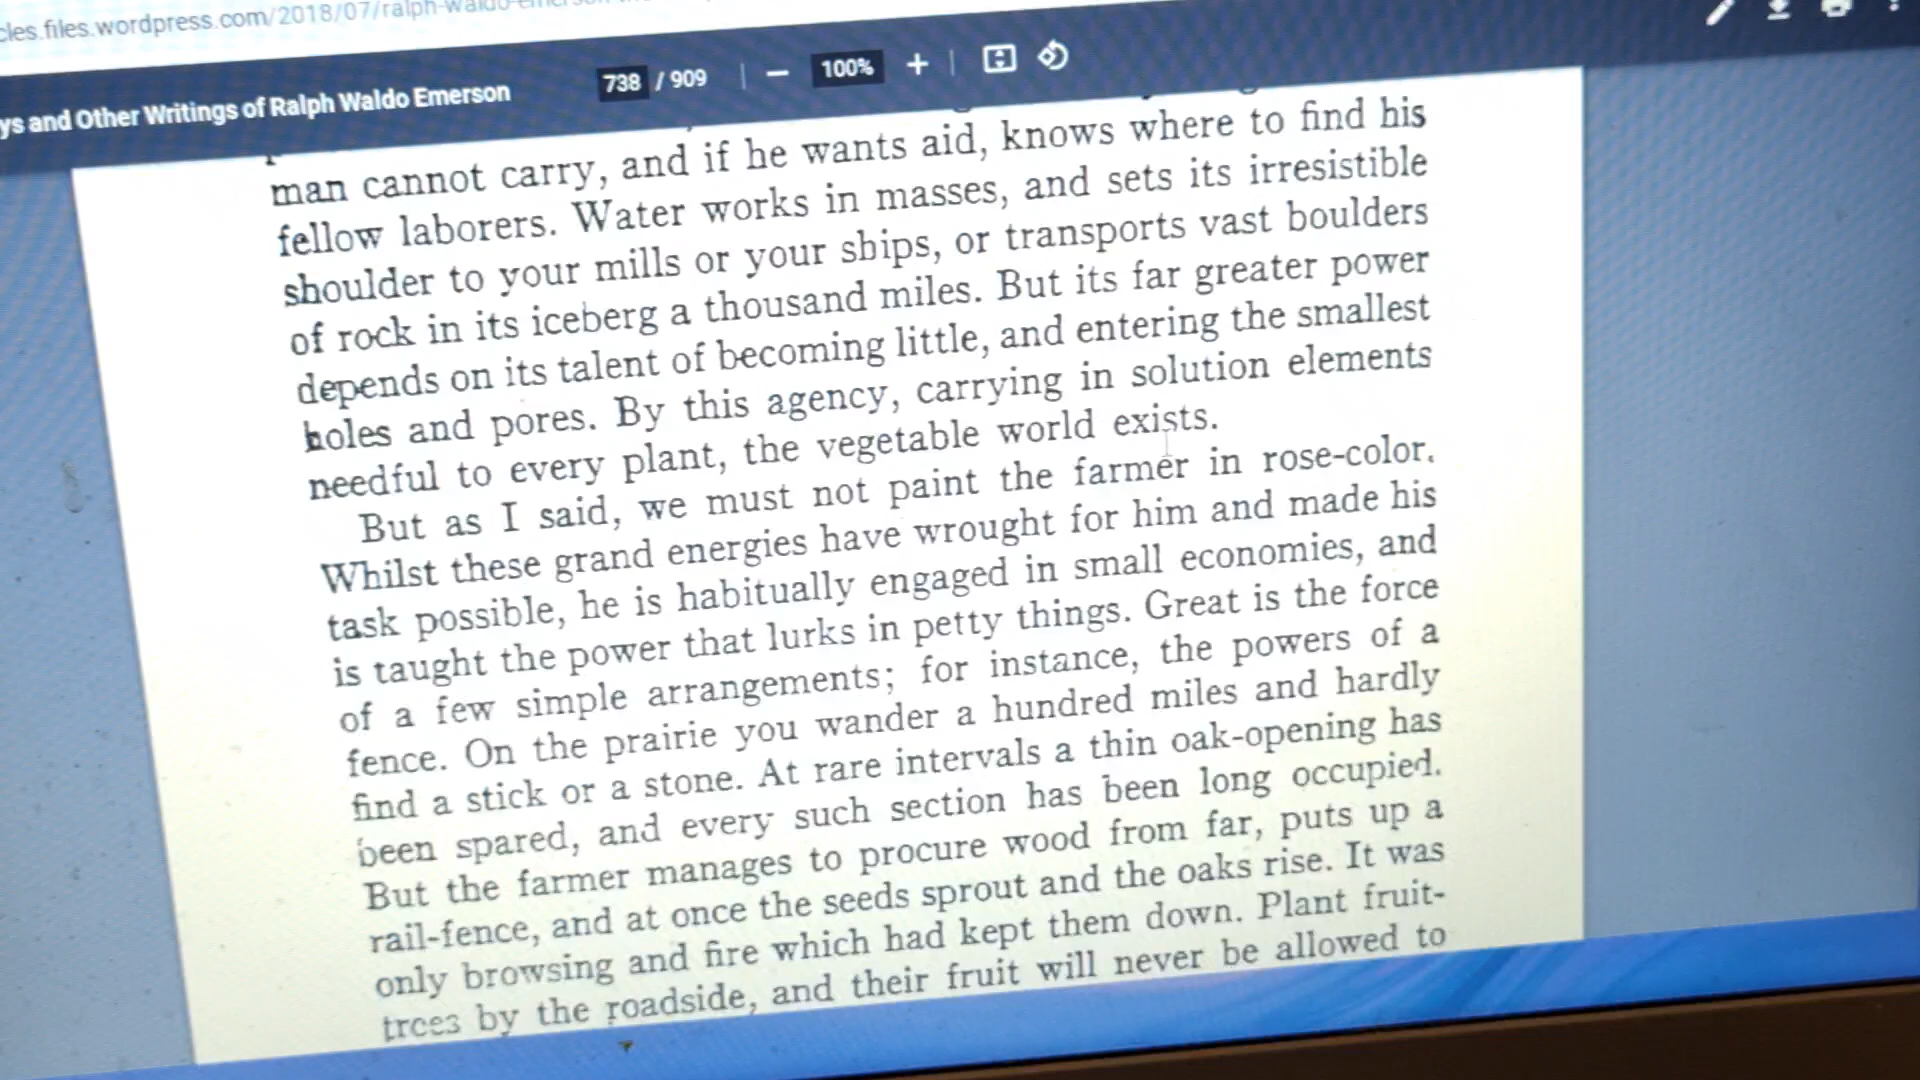 cles.files.wordpress.com/2018/07/ralph-waldo-emerson
ys and Other Writings of Ralph Waldo Emerson 738 / 909 100%
man cannot carry, and if he wants aid, knows where to find his
fellow laborers. Water works in masses, and sets its irresistible
shoulder to your mills or your ships, or transports vast boulders
of rock in its iceberg a thousand miles. But its far greater power
depends on its talent of becoming little, and entering the smallest
holes and pores. By this agency, carrying in solution elements
needful to every plant, the vegetable world exists.
But as I said, we must not paint the farmer in rose-color.
Whilst these grand energies have wrought for him and made his
task possible, he is habitually engaged in small economies, and
is taught the power that lurks in petty things. Great is the force
of a few simple arrangements; for instance, the powers of a
fence. On the prairie you wander a hundred miles and hardly
find a stick or a stone. At rare intervals a thin oak-opening has
been spared, and every such section has been long occupied.
But the farmer manages to procure wood from far, puts up a
rail-fence, and at once the seeds sprout and the oaks rise. It was
only browsing and fire which had kept them down. Plant fruit-
trees by the roadside, and their fruit will never be allowed to